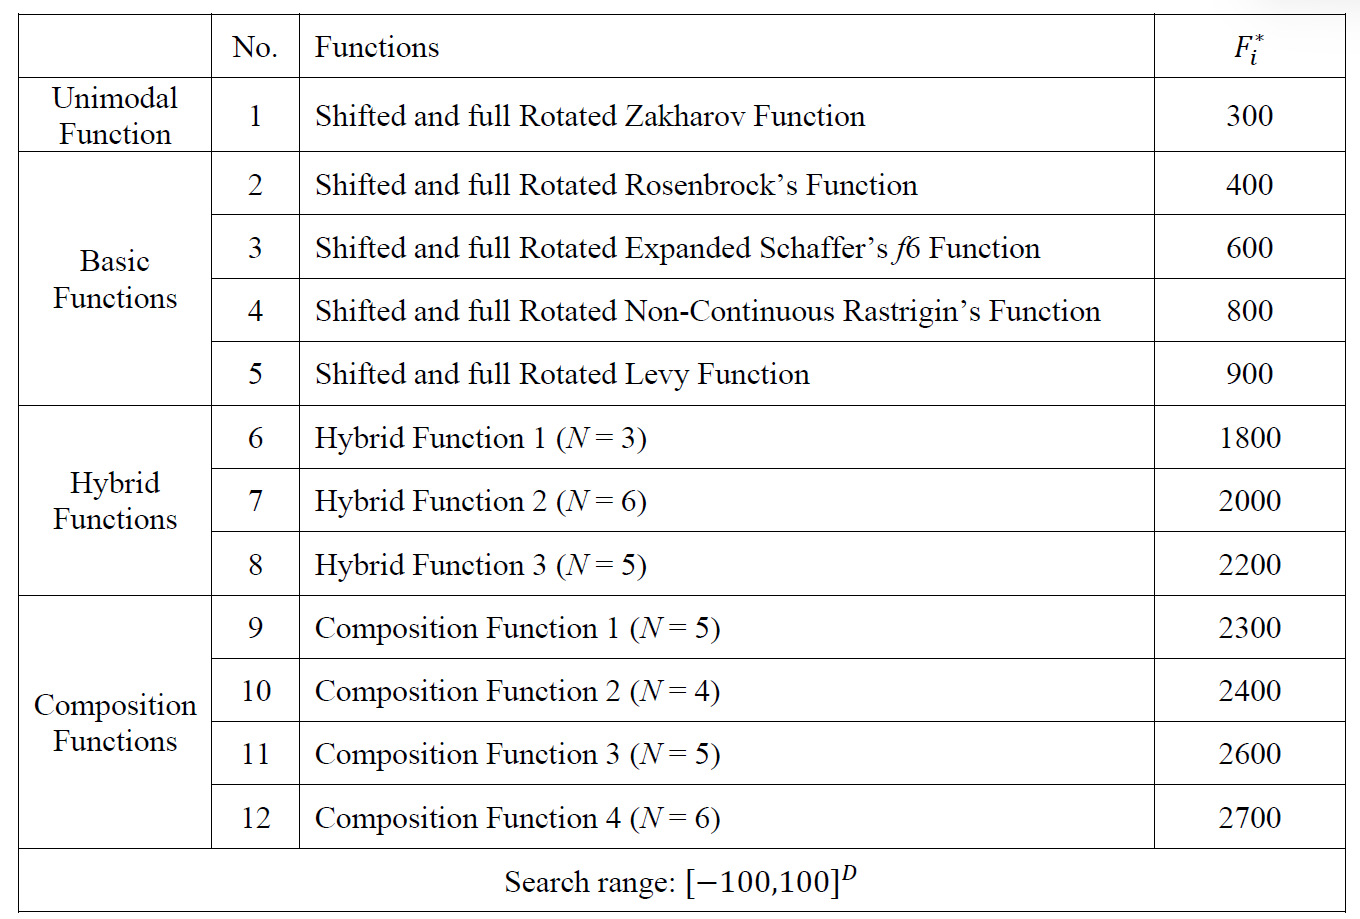 No. Functions F_i^*
Unimodal
Function
1 Shifted and full Rotated Zakharov Function 300
Basic
Functions
2 Shifted and full Rotated Rosenbrock’s Function 400
3 Shifted and full Rotated Expanded Schaffer’s f6 Function 600
4 Shifted and full Rotated Non-Continuous Rastrigin’s Function 800
5 Shifted and full Rotated Levy Function 900
Hybrid
Functions
6 Hybrid Function 1 (N = 3) 1800
7 Hybrid Function 2 (N = 6) 2000
8 Hybrid Function 3 (N = 5) 2200
Composition
Functions
9 Composition Function 1 (N = 5) 2300
10 Composition Function 2 (N = 4) 2400
11 Composition Function 3 (N = 5) 2600
12 Composition Function 4 (N = 6) 2700
Search range: [−100,100]^D